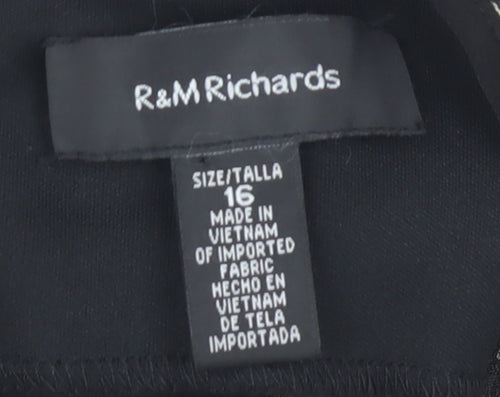 R&M Richards
SIZE/TALLA
16
MADE IN
VIETNAM
OF IMPORTED
FABRIC
HECHO EN
VIETNAM
DE TELA
IMPORTADA